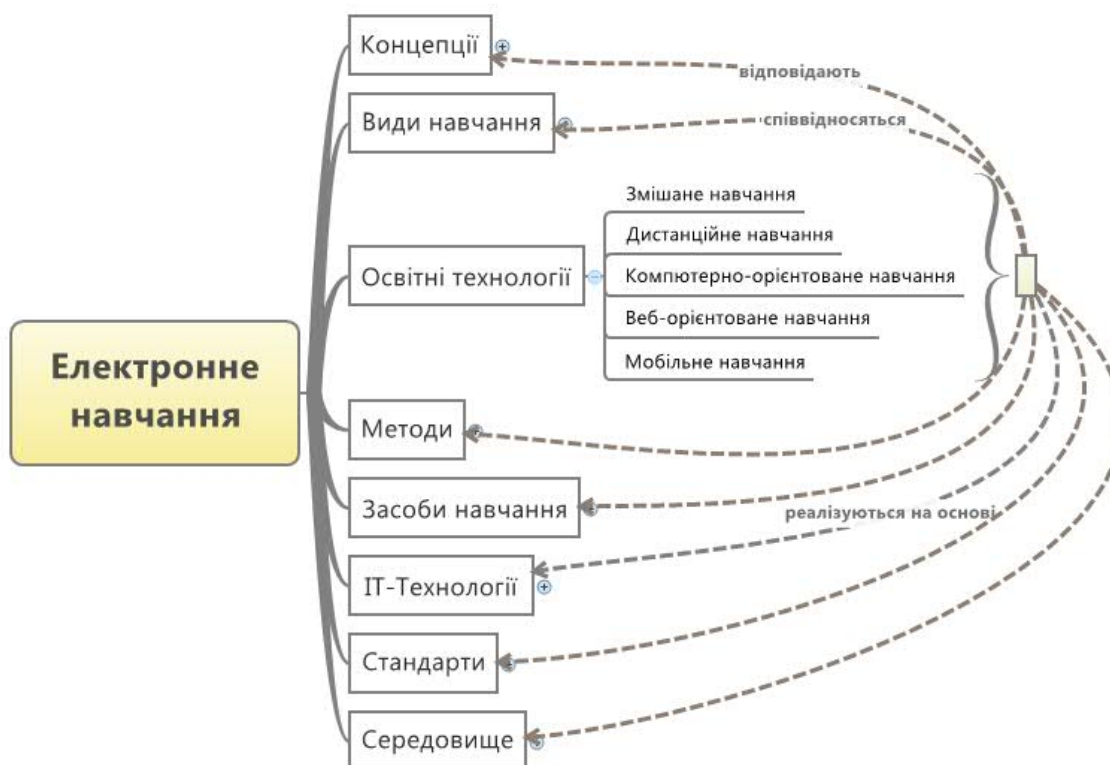 Концепції
відповідають
Види навчання
співвідносяться
Змішане навчання
Дистанційне навчання
Освітні технології
Компютерно-орієнтоване навчання
Веб-орієнтоване навчання
Мобільне навчання
Електронне
навчання
Методи
Засоби навчання
реалізуються на основі
ІТ-Технології
Стандарти
Середовище